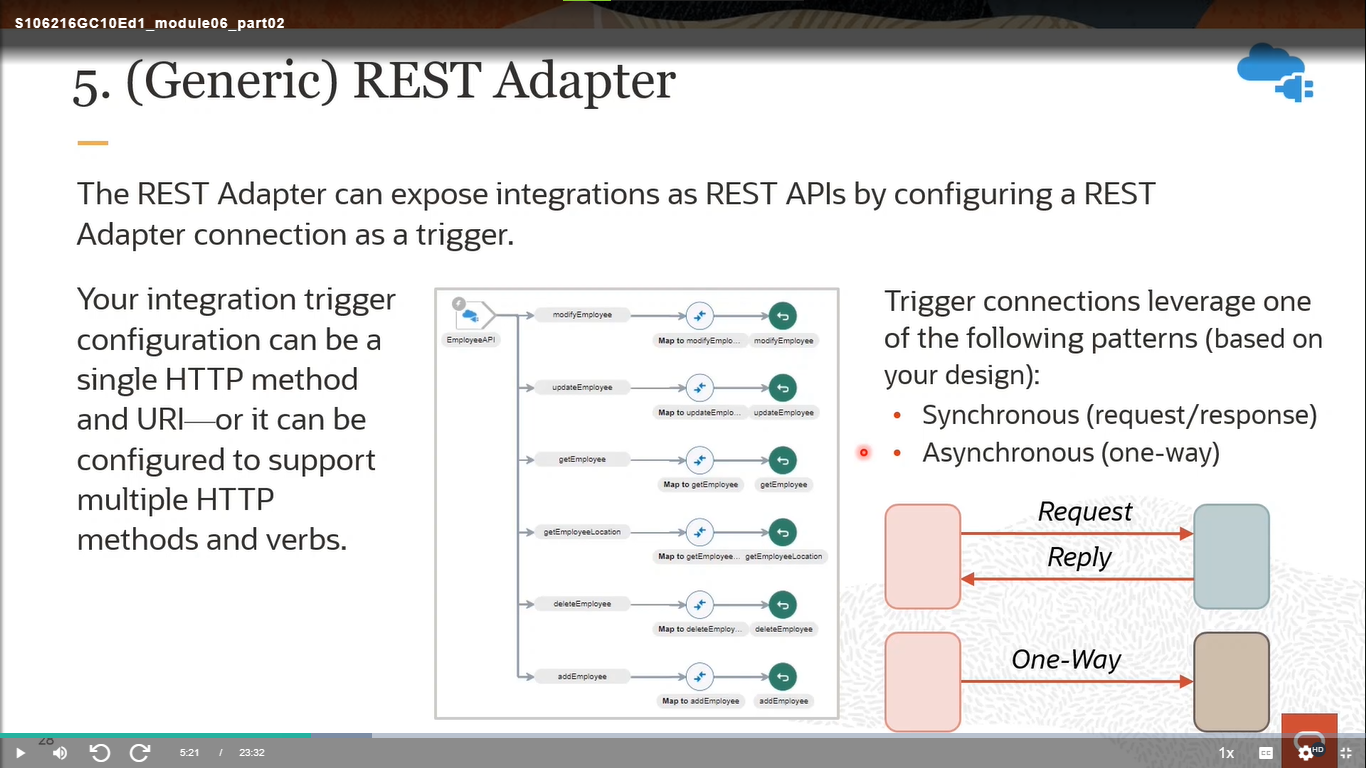 S106216GC10Ed1_module06_part02
5. (Generic) REST Adapter
The REST Adapter can expose integrations as REST APIs by configuring a REST
Adapter connection as a trigger.
Your integration trigger
configuration can be a
single HTTP method
and URI—or it can be
configured to support
multiple HTTP
methods and verbs.
EmployeeAPI
modifyEmployee
Map to modifyEmplo...
modifyEmployee
updateEmployee
Map to updateEmplo...
updateEmployee
getEmployee
Map to getEmployee
getEmployee
getEmployeeLocation
Map to getEmployee...
getEmployeeLocation
deleteEmployee
Map to deleteEmploy...
deleteEmployee
addEmployee
Map to addEmployee
addEmployee
Trigger connections leverage one
of the following patterns (based on
your design):
• Synchronous (request/response)
• Asynchronous (one-way)
Request
Reply
One-Way
28
5:21 / 23:32
1x
CC
HD